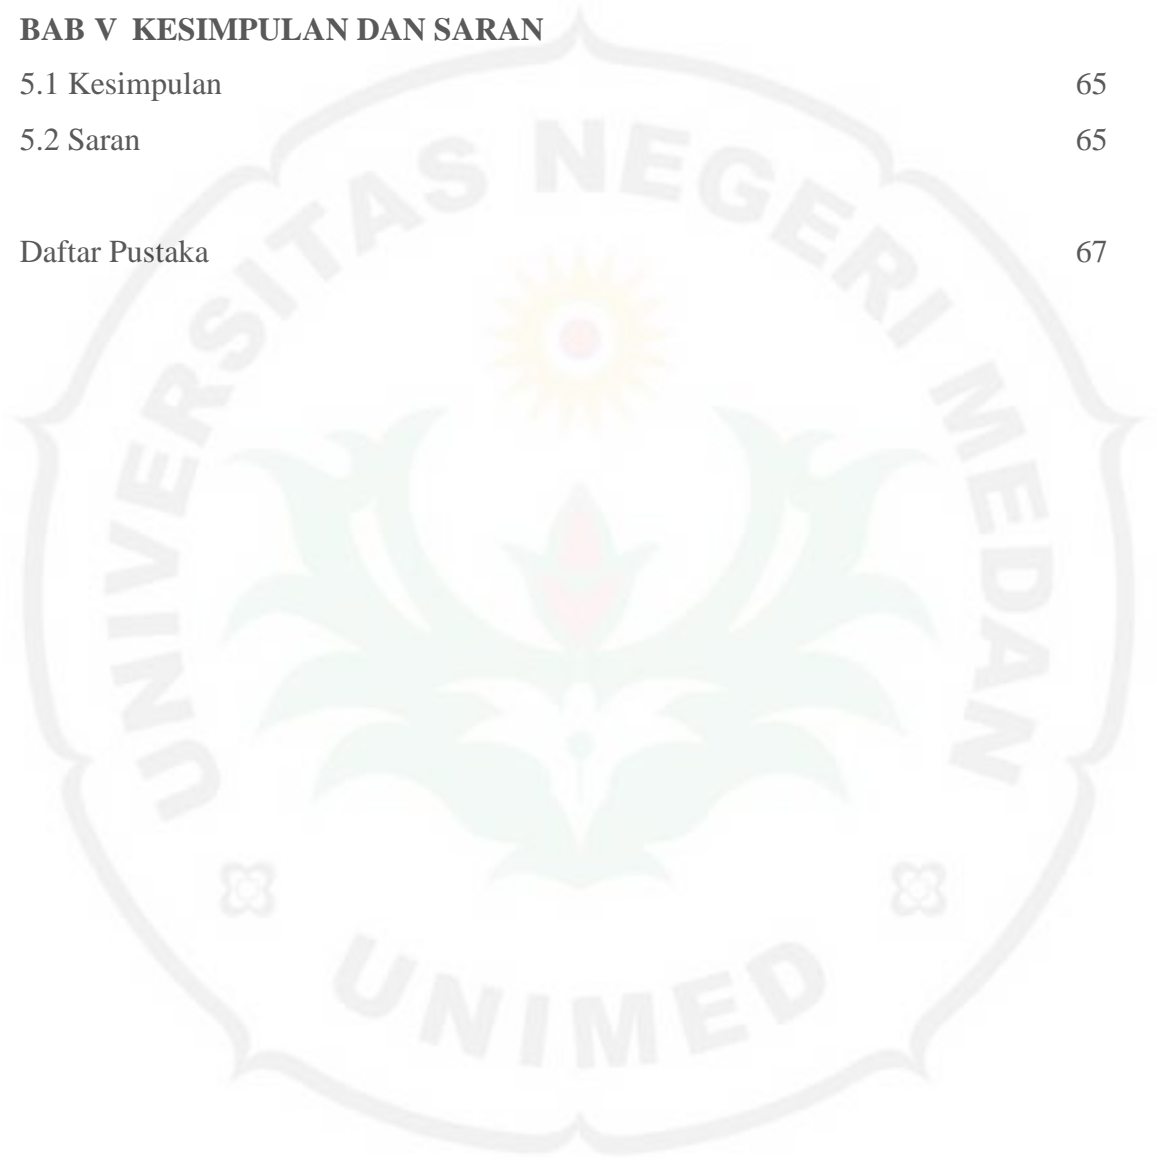 BAB V KESIMPULAN DAN SARAN
5.1 Kesimpulan 65
5.2 Saran 65
Daftar Pustaka 67
UNIVERSITAS NEGERI MEDAN
UNIMED